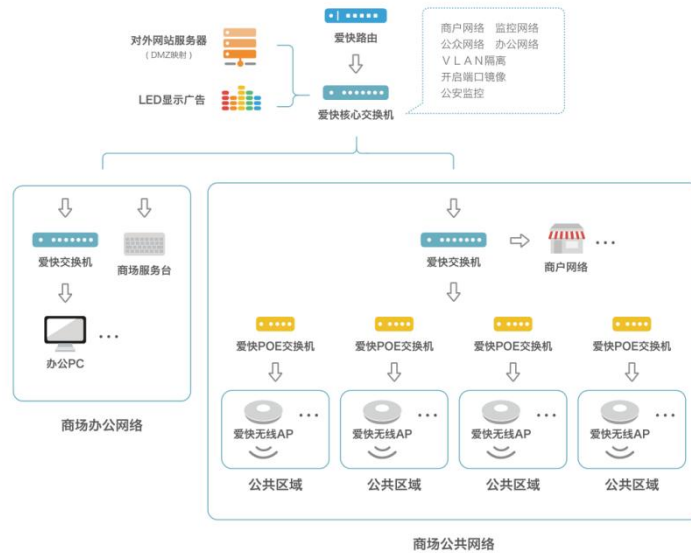 对外网站服务器
（DMZ映射）
LED显示广告
爱快路由
爱快核心交换机
商户网络 监控网络
公众网络 办公网络
VLAN隔离
开启端口镜像
公安监控
爱快交换机
商场服务台
办公PC
商场办公网络
爱快交换机
商户网络
爱快POE交换机
爱快POE交换机
爱快POE交换机
爱快POE交换机
爱快无线AP
爱快无线AP
爱快无线AP
爱快无线AP
公共区域
公共区域
公共区域
公共区域
商场公共网络